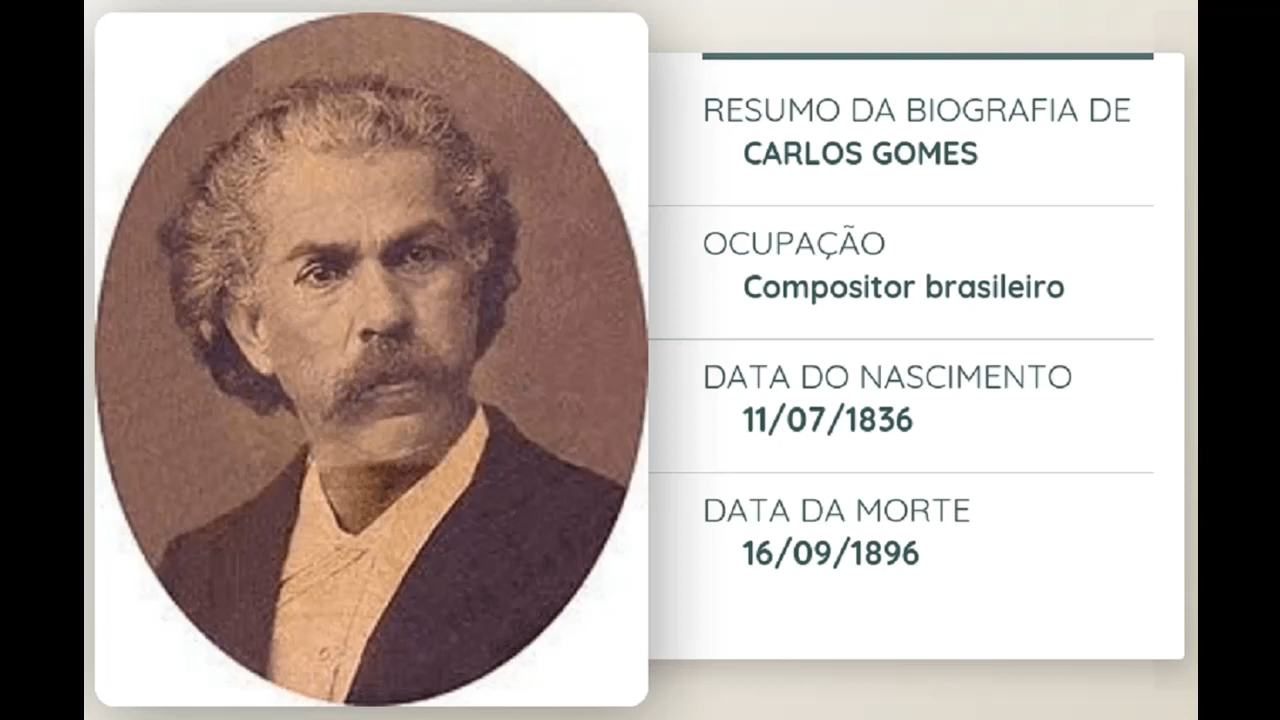 RESUMO DA BIOGRAFIA DE
CARLOS GOMES
OCUPAÇÃO
Compositor brasileiro
DATA DO NASCIMENTO
11/07/1836
DATA DA MORTE
16/09/1896